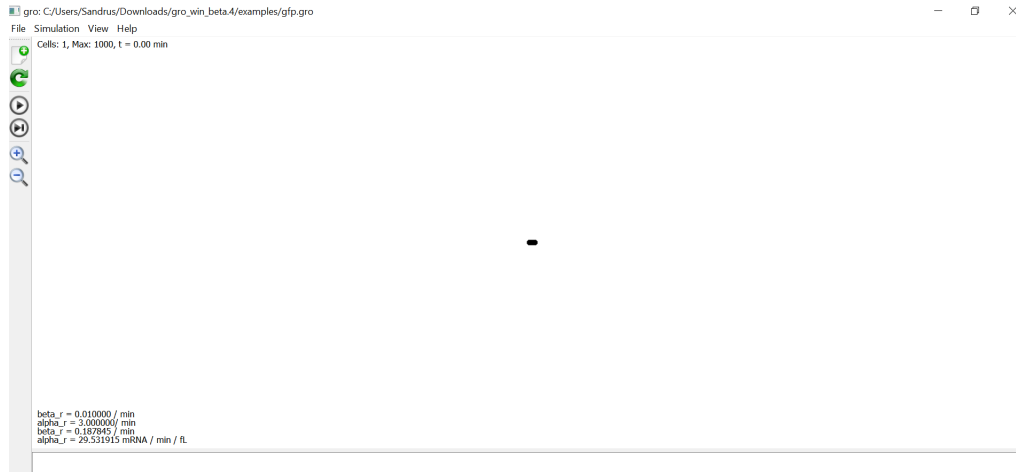 gro: C:/Users/Sandrus/Downloads/gro_win_beta.4/examples/gfp.gro
File Simulation View Help
Cells: 1, Max: 1000, t = 0.00 min
beta_r = 0.010000 / min
alpha_r = 3.000000/ min
beta_r = 0.187845 / min
alpha_r = 29.531915 mRNA / min / fL